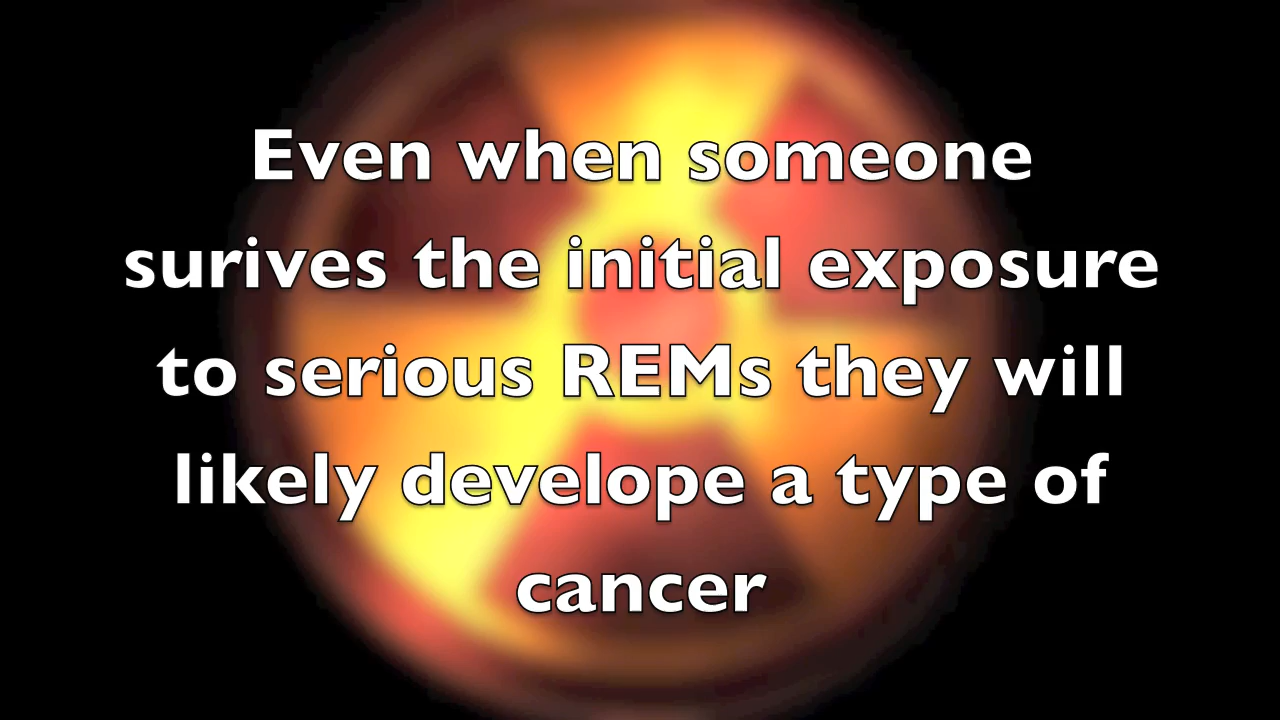 Even when someone
surives the initial exposure
to serious REMs they will
likely develope a type of
cancer